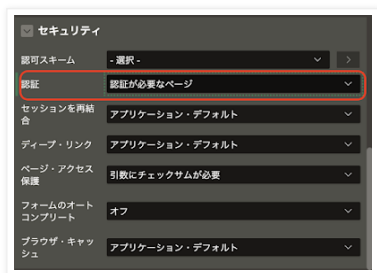 セキュリティ
認可スキーム
- 選択 -
認証
認証が必要なページ
セッションを再結
合
アプリケーション・デフォルト
ディープ・リンク
アプリケーション・デフォルト
ページ・アクセス
保護
引数にチェックサムが必要
フォームのオート
コンプリート
オフ
ブラウザ・キャッ
シュ
アプリケーション・デフォルト